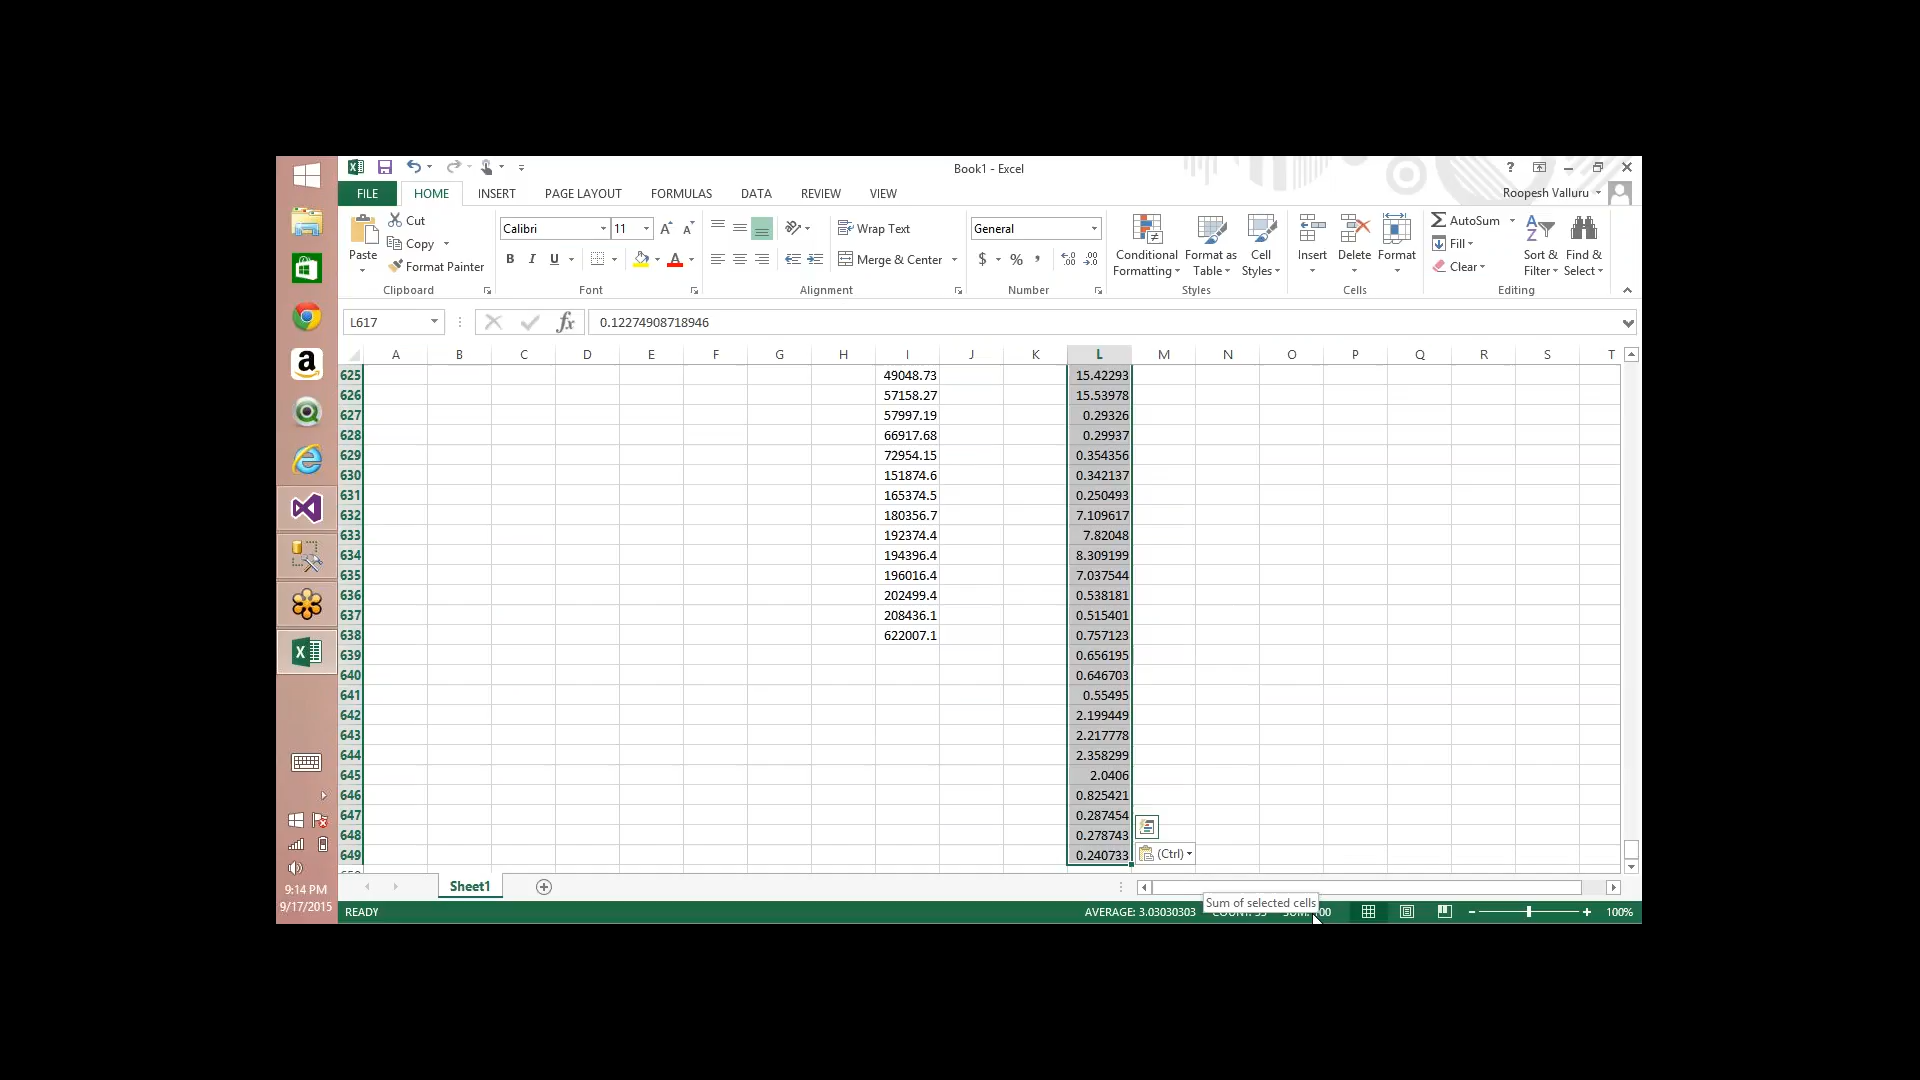 Book1 - Excel
?
Roopesh Valluru
FILE HOME INSERT PAGE LAYOUT FORMULAS DATA REVIEW VIEW
Paste
Cut
Copy
Format Painter
Clipboard
Calibri 11
B I U
Font
Wrap Text
Merge & Center
Alignment
General
$ % ,
Number
Conditional Formatting
Format as Table
Cell Styles
Styles
Insert
Delete
Format
Cells
AutoSum
Fill
Clear
Sort & Filter
Find & Select
Editing
L617
fx
0.12274908718946
A B C D E F G H I J K L M N O P Q R S T
625 49048.73 15.42293
626 57158.27 15.53978
627 57997.19 0.29326
628 66917.68 0.29937
629 72954.15 0.354356
630 151874.6 0.342137
631 165374.5 0.250493
632 180356.7 7.109617
633 192374.4 7.82048
634 194396.4 8.309199
635 196016.4 7.037544
636 202499.4 0.538181
637 208436.1 0.515401
638 622007.1 0.757123
639 0.656195
640 0.646703
641 0.55495
642 2.199449
643 2.217778
644 2.358299
645 2.0406
646 0.825421
647 0.287454
648 0.278743
649 0.240733
(Ctrl)
Sheet1
Sum of selected cells
READY
AVERAGE: 3.03030303
100%
9:14 PM
9/17/2015